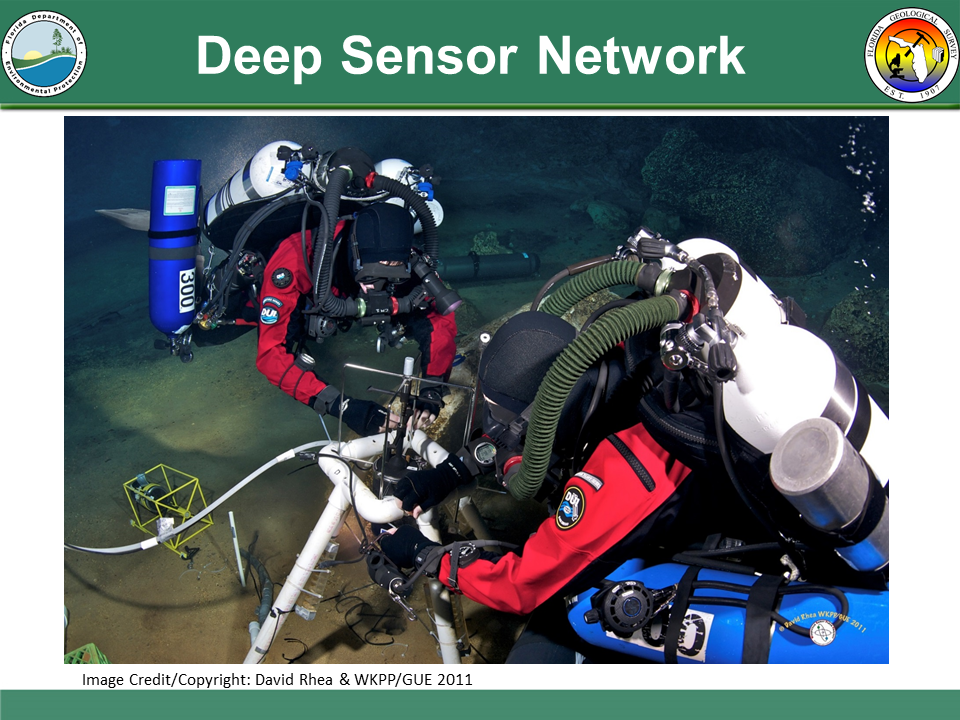 Florida Department of
Environmental Protection
Deep Sensor Network
FLORIDA GEOLOGICAL SURVEY
EST. 1907
300
DUI
DUI
© David Rhea WKPP/GUE 2011
Image Credit/Copyright: David Rhea & WKPP/GUE 2011